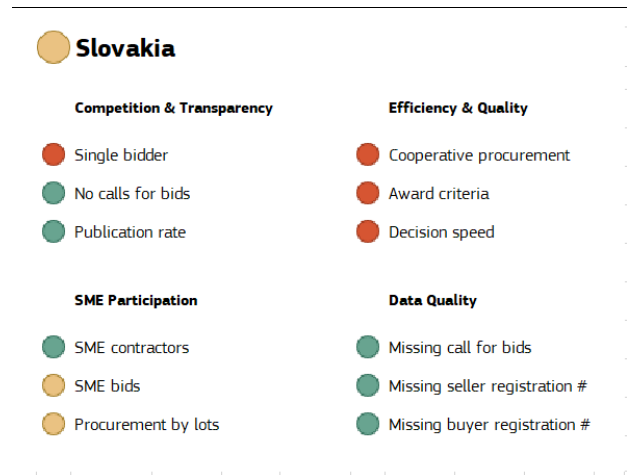 Slovakia
Competition & Transparency
Single bidder
No calls for bids
Publication rate
Efficiency & Quality
Cooperative procurement
Award criteria
Decision speed
SME Participation
SME contractors
SME bids
Procurement by lots
Data Quality
Missing call for bids
Missing seller registration #
Missing buyer registration #